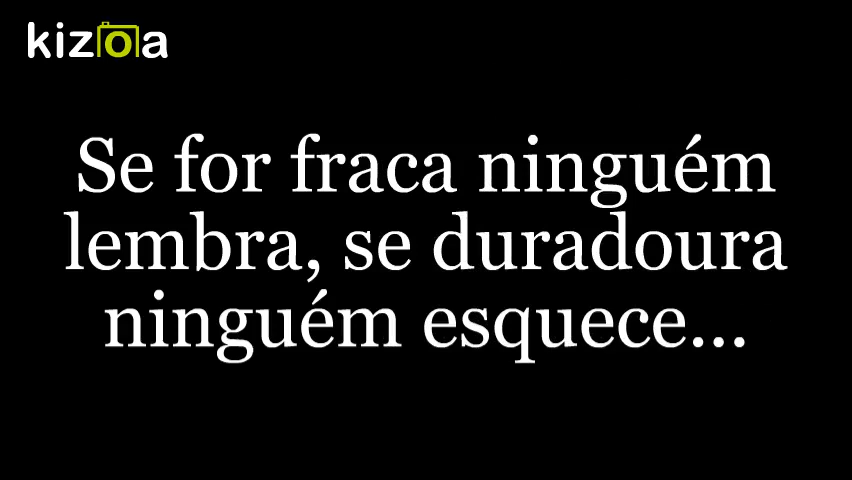 kizoa
Se for fraca ninguém
lembra, se duradoura
ninguém esquece...